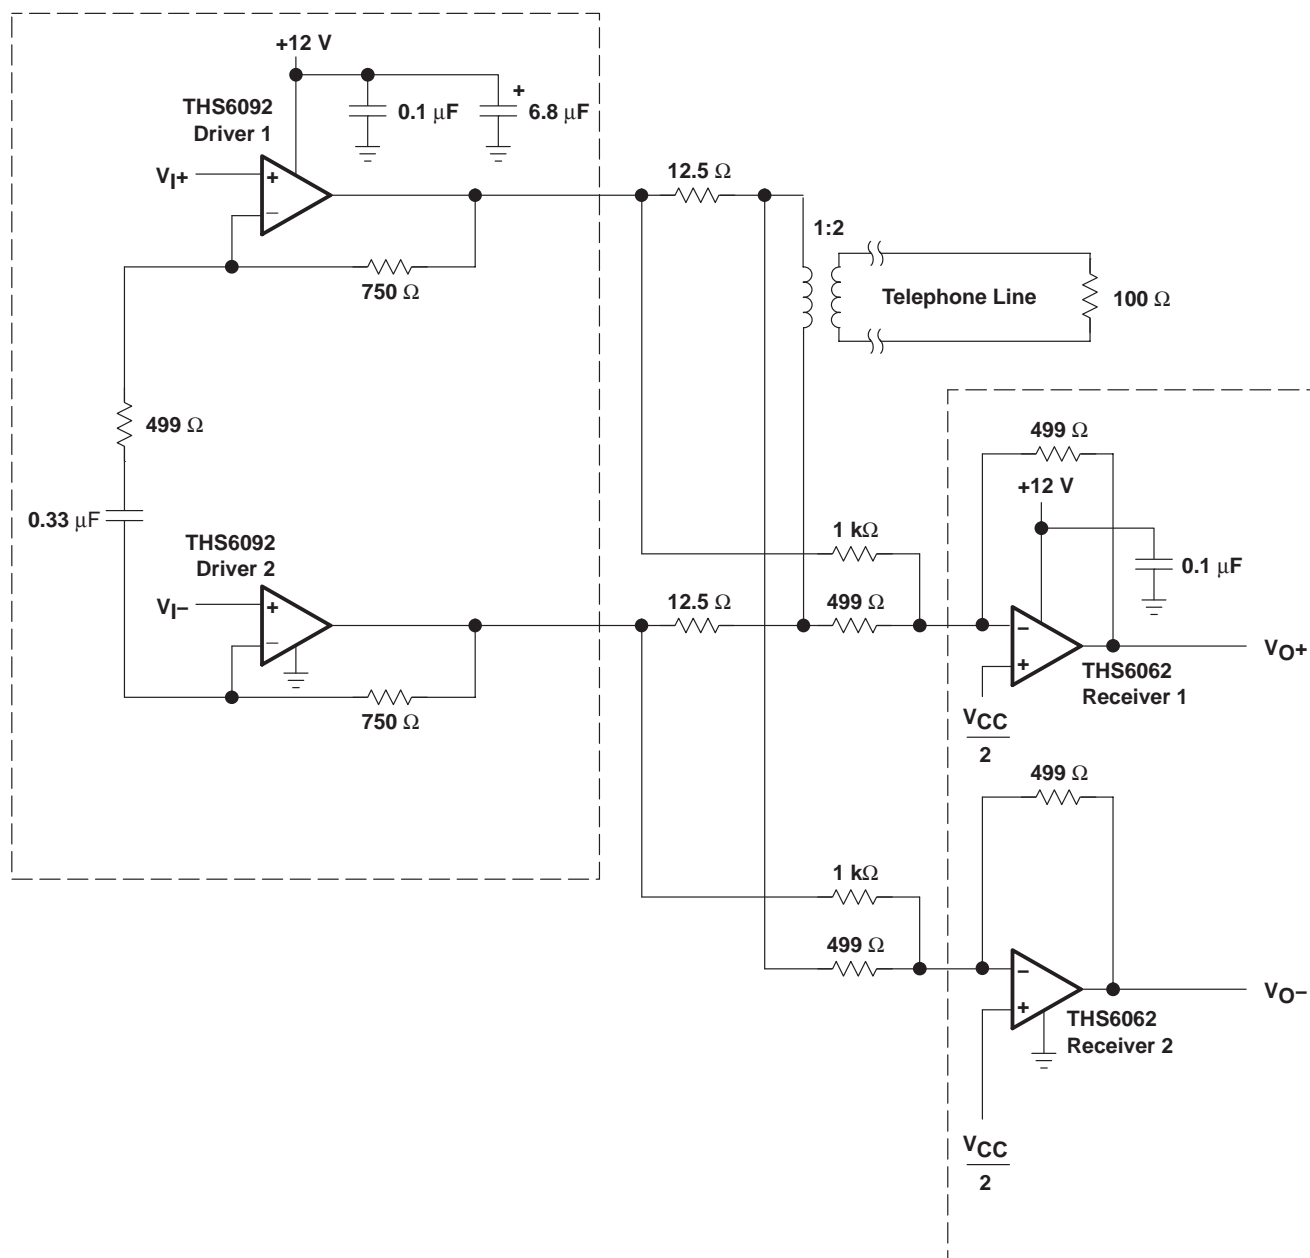 +12 V
THS6092
Driver 1
0.1 μF
+
6.8 μF
VI+
+
−
12.5 Ω
1:2
750 Ω
Telephone Line
100 Ω
499 Ω
499 Ω
+12 V
0.33 μF
THS6092
Driver 2
1 kΩ
0.1 μF
VI−
+
−
12.5 Ω
499 Ω
−
+
VO+
THS6062
Receiver 1
750 Ω
VCC
2
499 Ω
1 kΩ
499 Ω
−
+
VO−
THS6062
Receiver 2
VCC
2